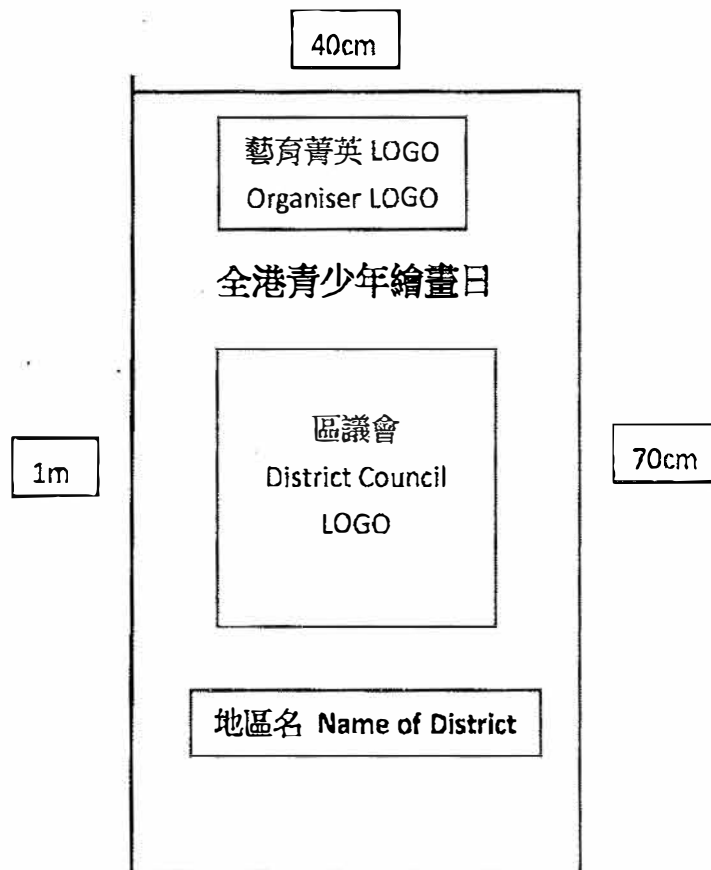 40cm
藝育菁英 LOGO
Organiser LOGO
全港青少年繪畫日
區議會
District Council
LOGO
1m
70cm
地區名 Name of District